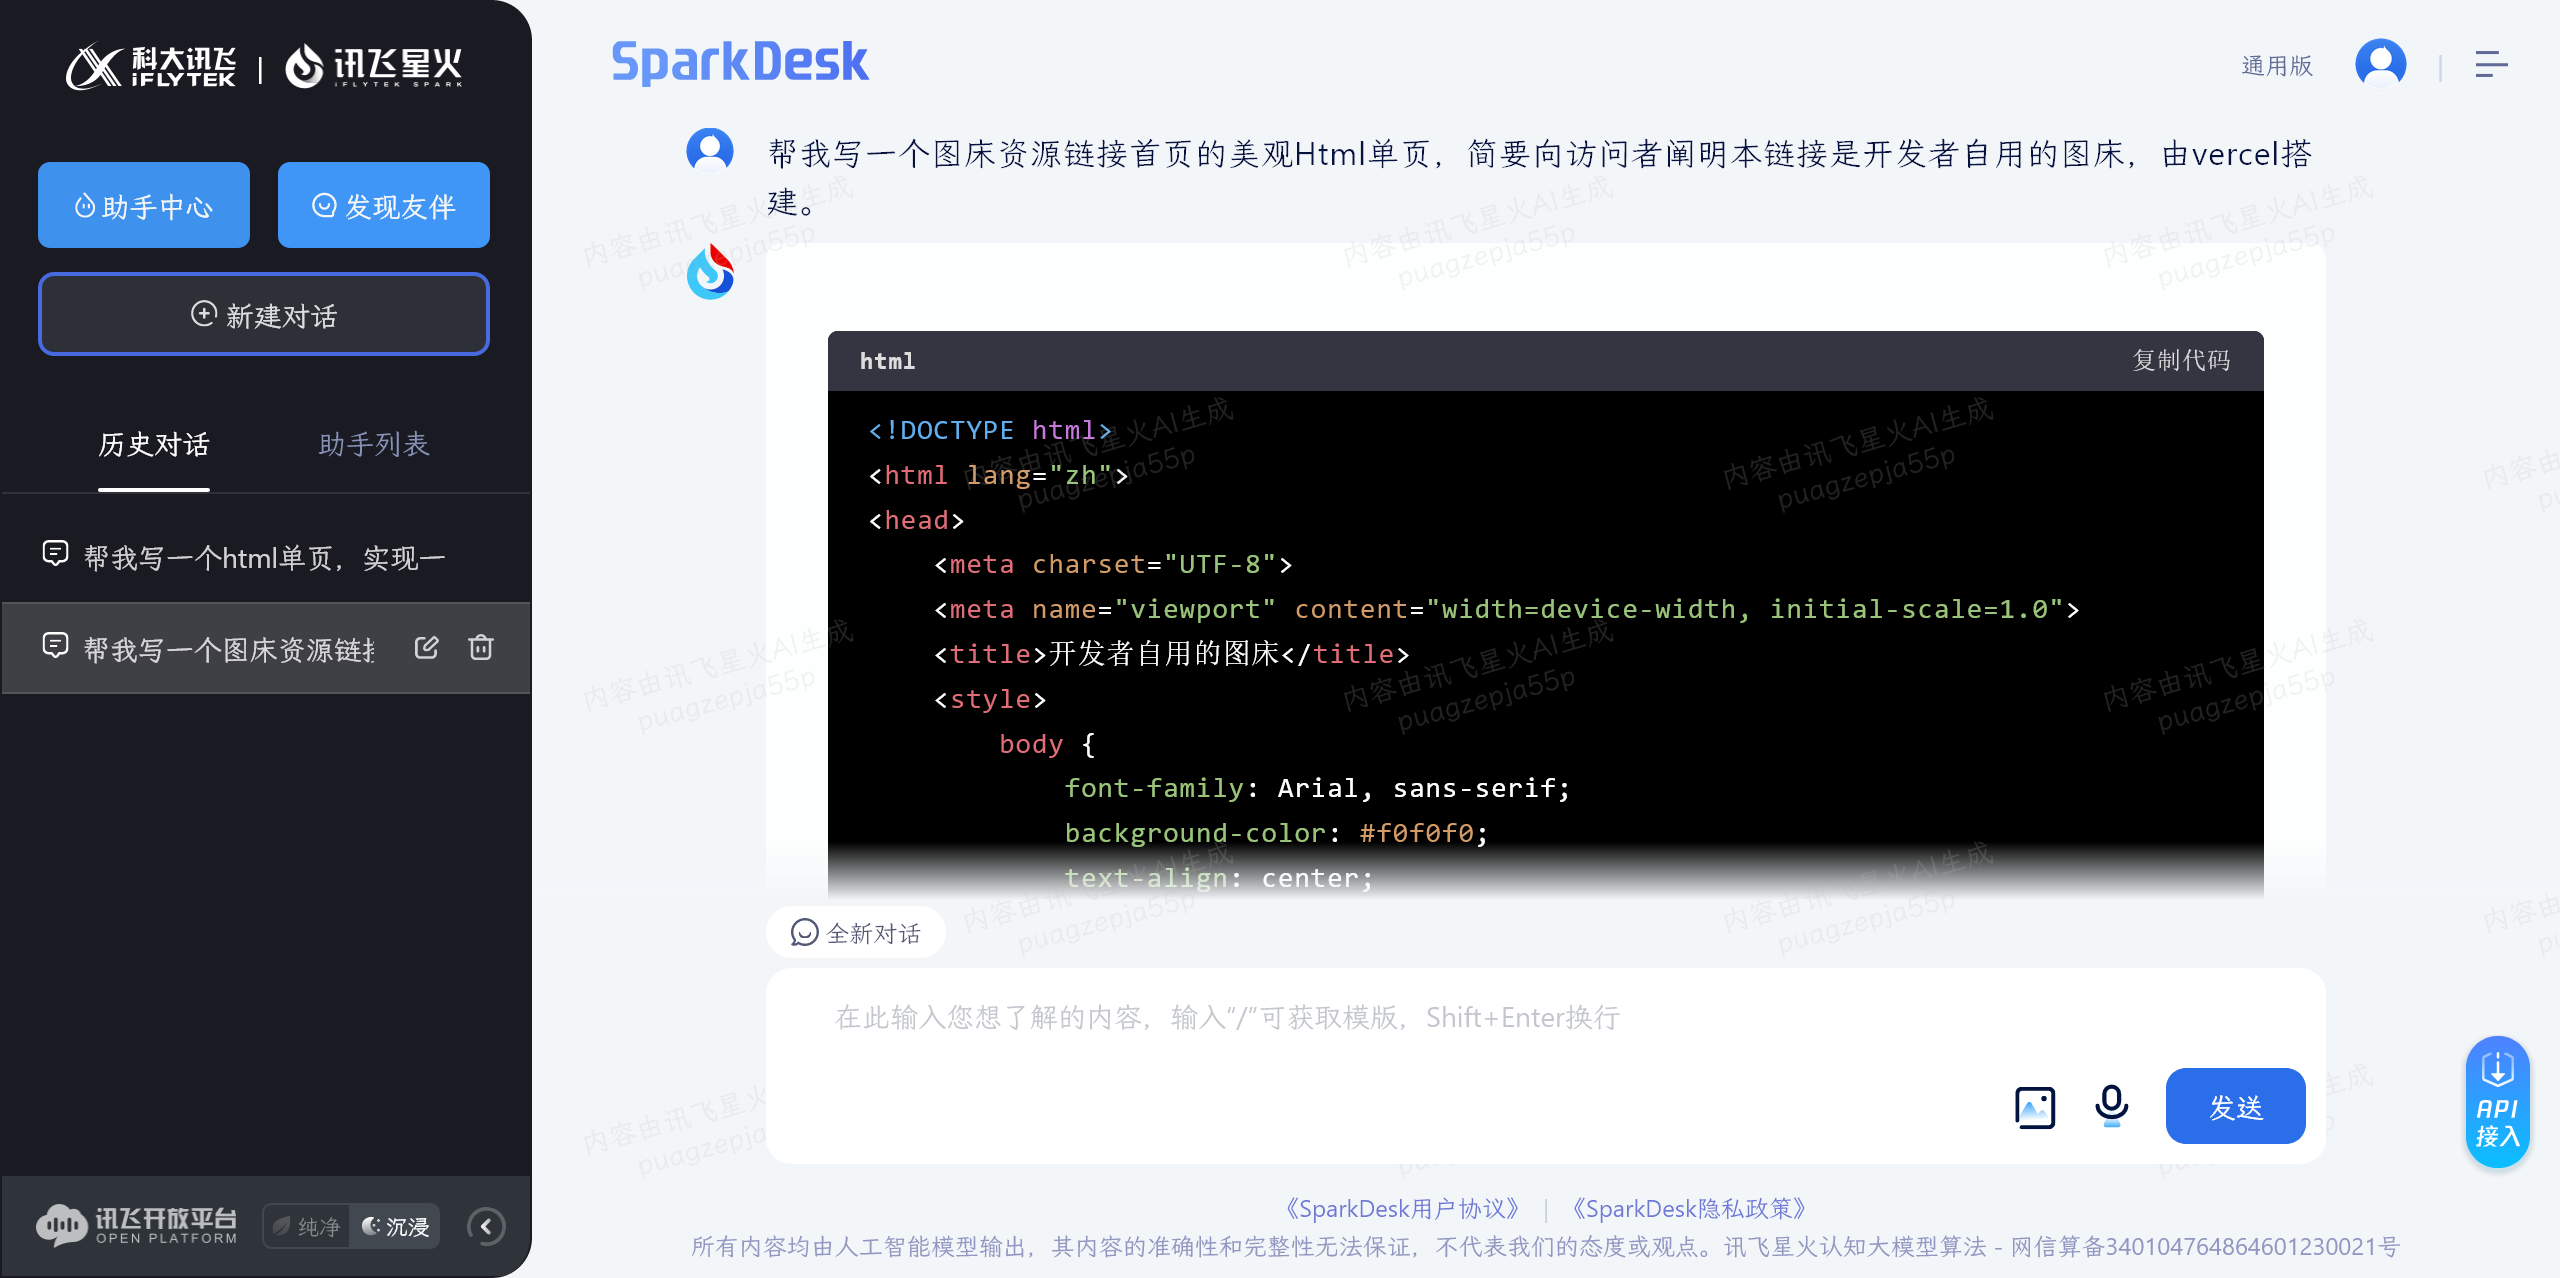 科大讯飞
iFLYTEK
讯飞星火
IFLYTEK SPARK
助手中心
发现友伴
新建对话
历史对话
助手列表
帮我写一个html单页，实现一
帮我写一个图床资源链接
讯飞开放平台
OPEN PLATFORM
纯净
沉浸
SparkDesk
通用版
帮我写一个图床资源链接首页的美观Html单页，简要向访问者阐明本链接是开发者自用的图床，由vercel搭
建。
html
复制代码
<!DOCTYPE html>
<html lang="zh">
<head>
<meta charset="UTF-8">
<meta name="viewport" content="width=device-width, initial-scale=1.0">
<title>开发者自用的图床</title>
<style>
body {
font-family: Arial, sans-serif;
background-color: #f0f0f0;
text-align: center;
全新对话
在此输入您想了解的内容，输入“/”可获取模版，Shift+Enter换行
发送
API
接入
《SparkDesk用户协议》 | 《SparkDesk隐私政策》
所有内容均由人工智能模型输出，其内容的准确性和完整性无法保证，不代表我们的态度或观点。讯飞星火认知大模型算法 - 网信算备340104764864601230021号
内容由讯飞星火AI生成
puagzepja55p